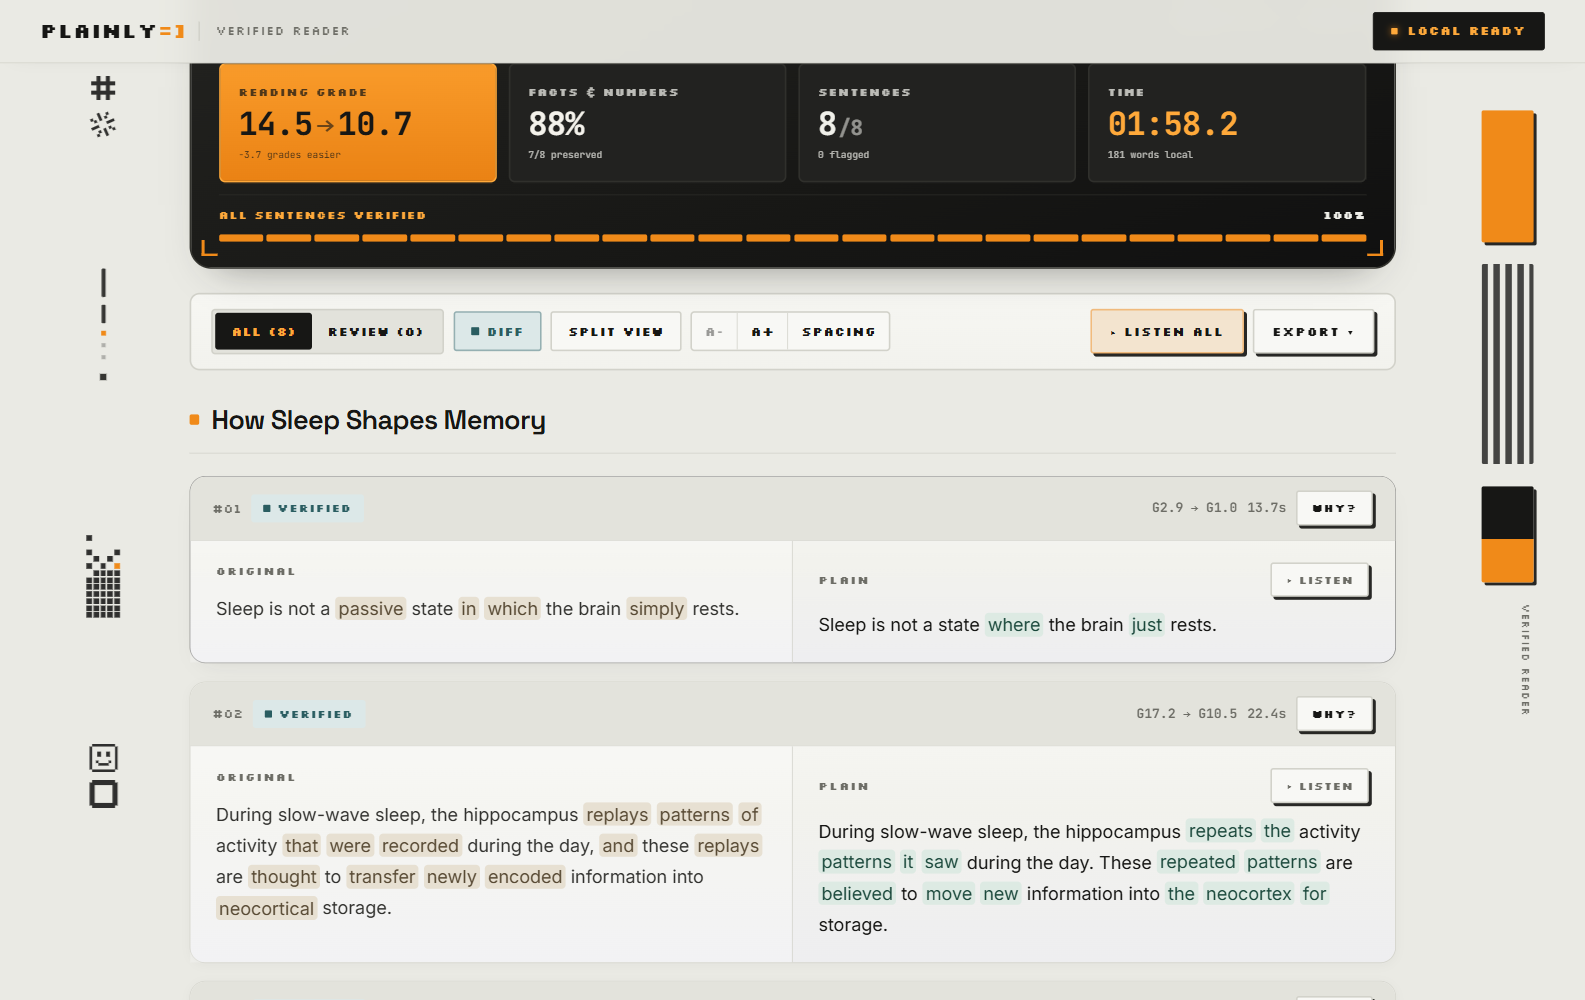 PLAINLY=]
VERIFIED READER
LOCAL READY
READING GRADE
14.5→10.7
-3.7 grades easier
FACTS & NUMBERS
88%
7/8 preserved
SENTENCES
8/8
0 flagged
TIME
01:58.2
181 words local
ALL SENTENCES VERIFIED
100%
ALL (8)
REVIEW (0)
DIFF
SPLIT VIEW
A-
A+
SPACING
LISTEN ALL
EXPORT
How Sleep Shapes Memory
#01
VERIFIED
G2.9 → G1.0 13.7s
WHY?
ORIGINAL
Sleep is not a passive state in which the brain simply rests.
PLAIN
LISTEN
Sleep is not a state where the brain just rests.
#02
VERIFIED
G17.2 → G10.5 22.4s
WHY?
ORIGINAL
During slow-wave sleep, the hippocampus replays patterns of
activity that were recorded during the day, and these replays
are thought to transfer newly encoded information into
neocortical storage.
PLAIN
LISTEN
During slow-wave sleep, the hippocampus repeats the activity
patterns it saw during the day. These repeated patterns are
believed to move new information into the neocortex for
storage.
VERIFIED READER